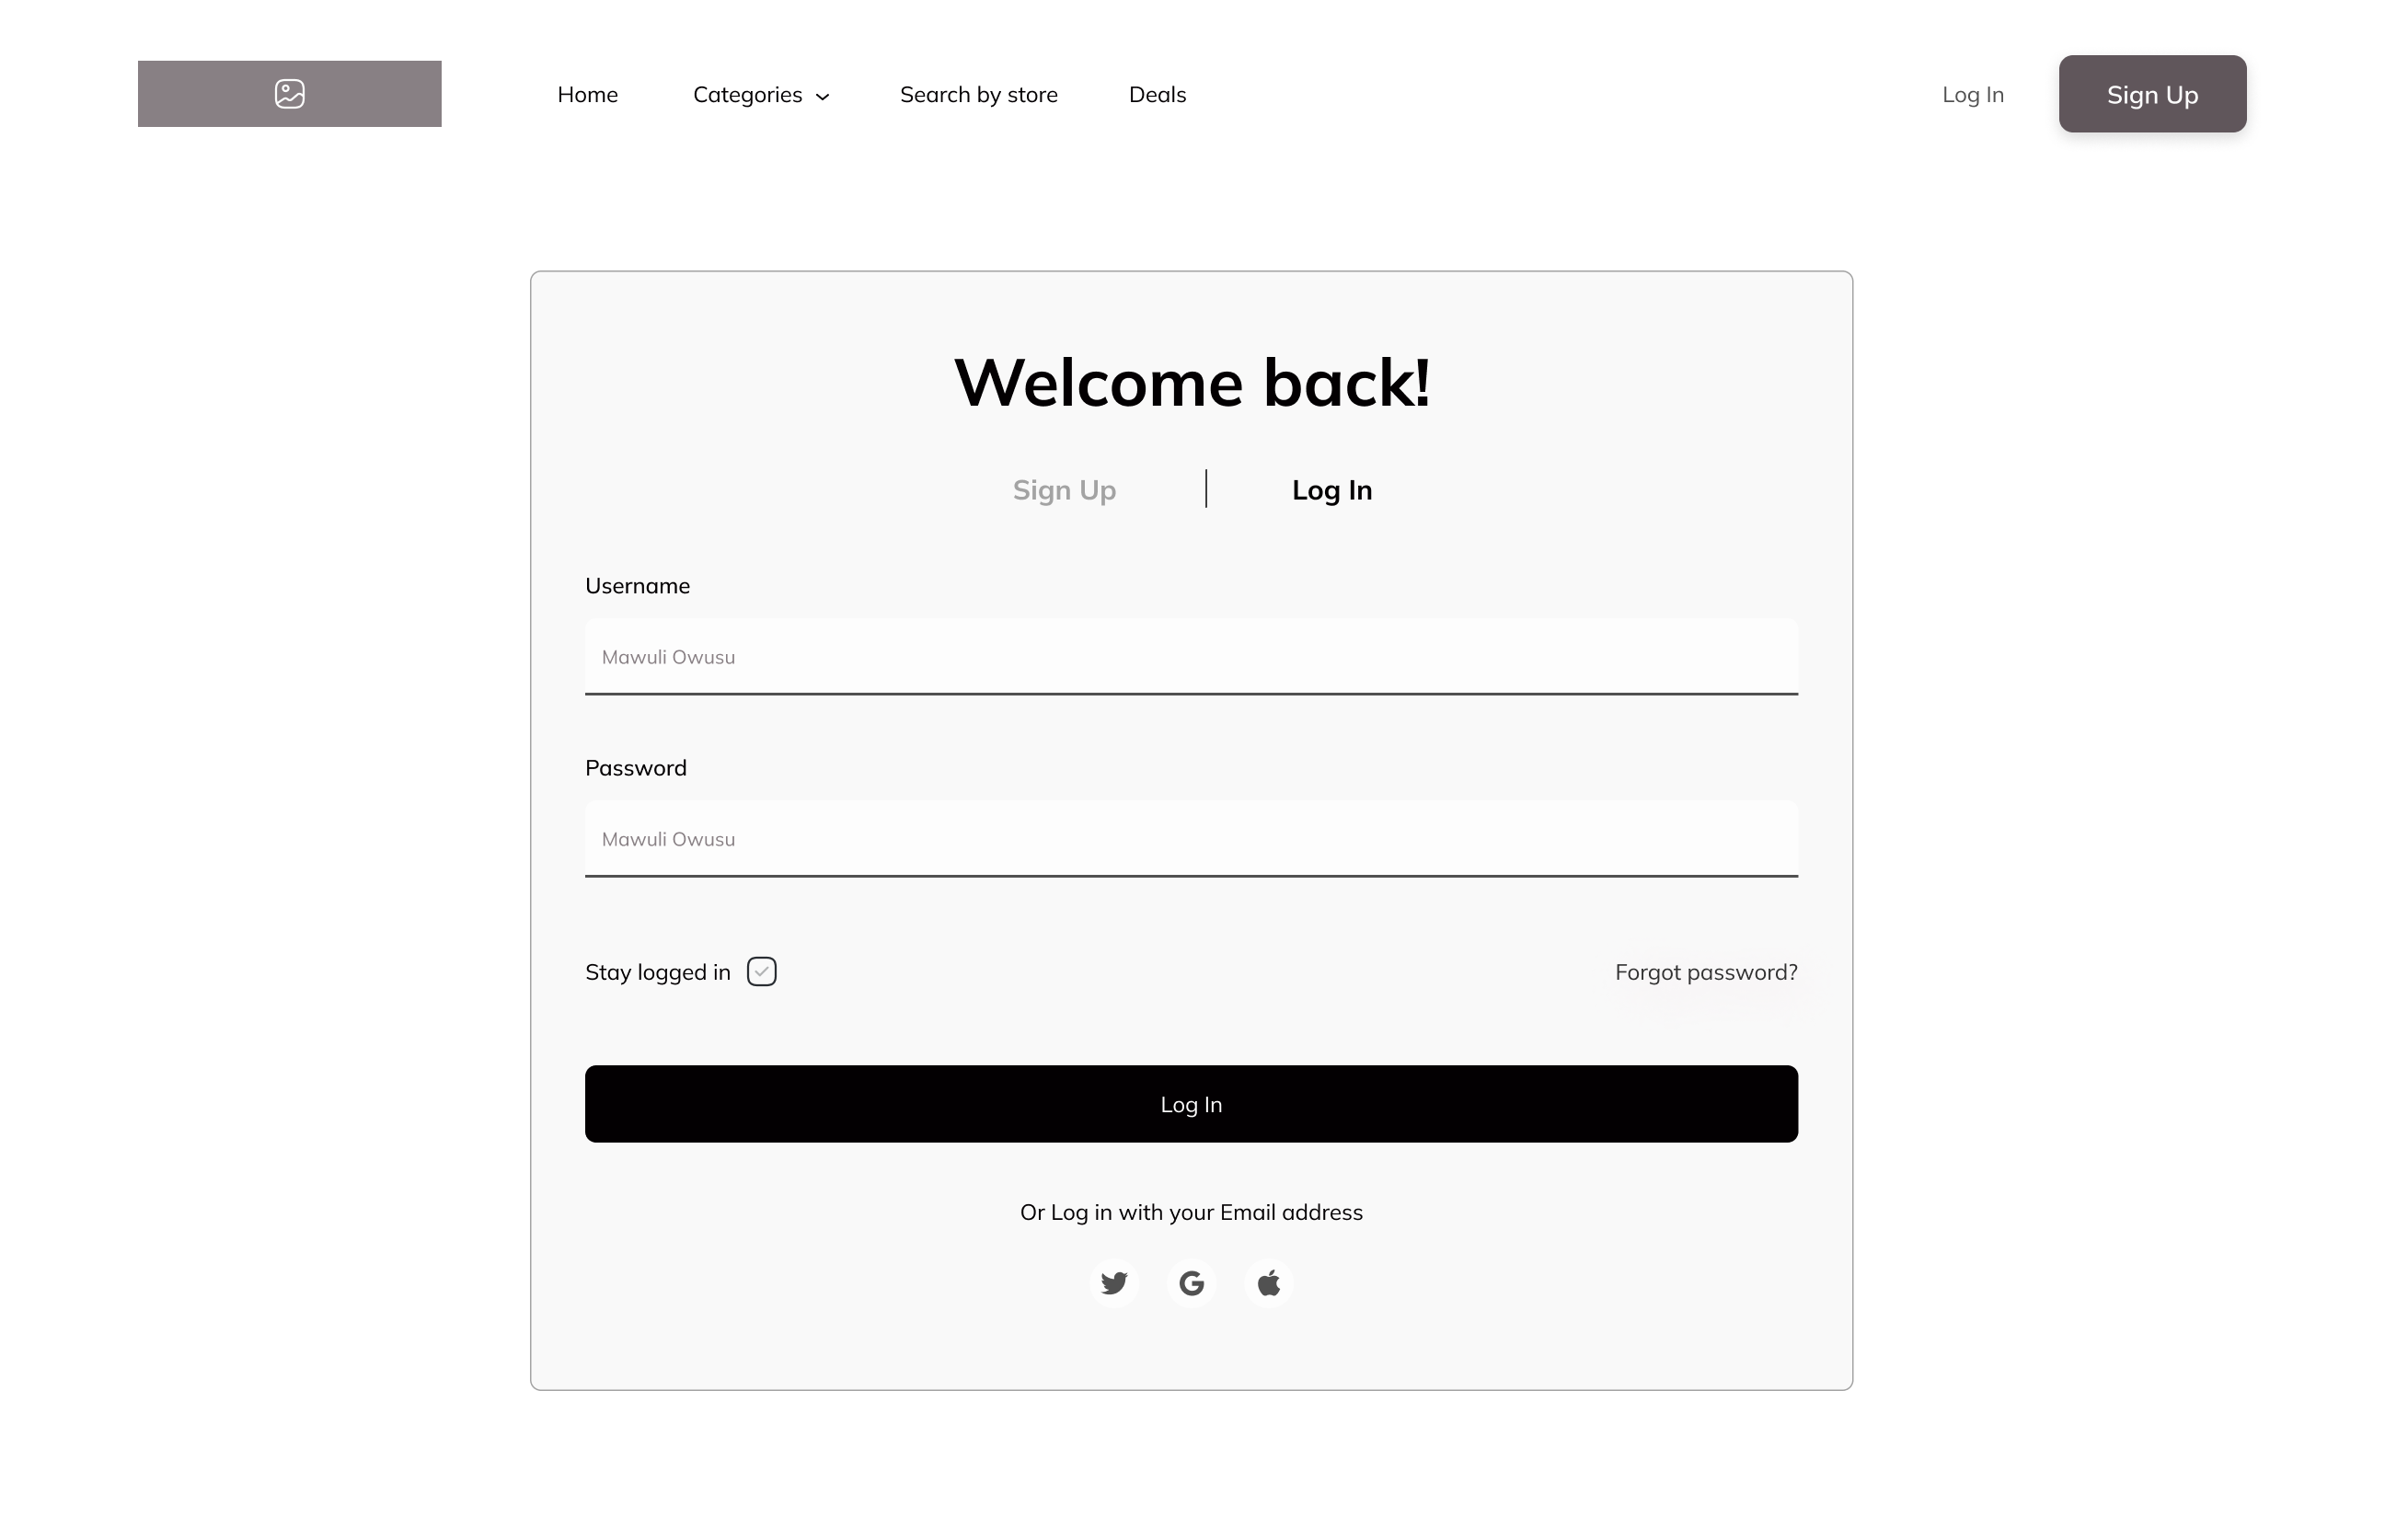 Home
Categories
Search by store
Deals
Log In
Sign Up
Welcome back!
Sign Up
Log In
Username
Mawuli Owusu
Password
Mawuli Owusu
Stay logged in
Forgot password?
Log In
Or Log in with your Email address